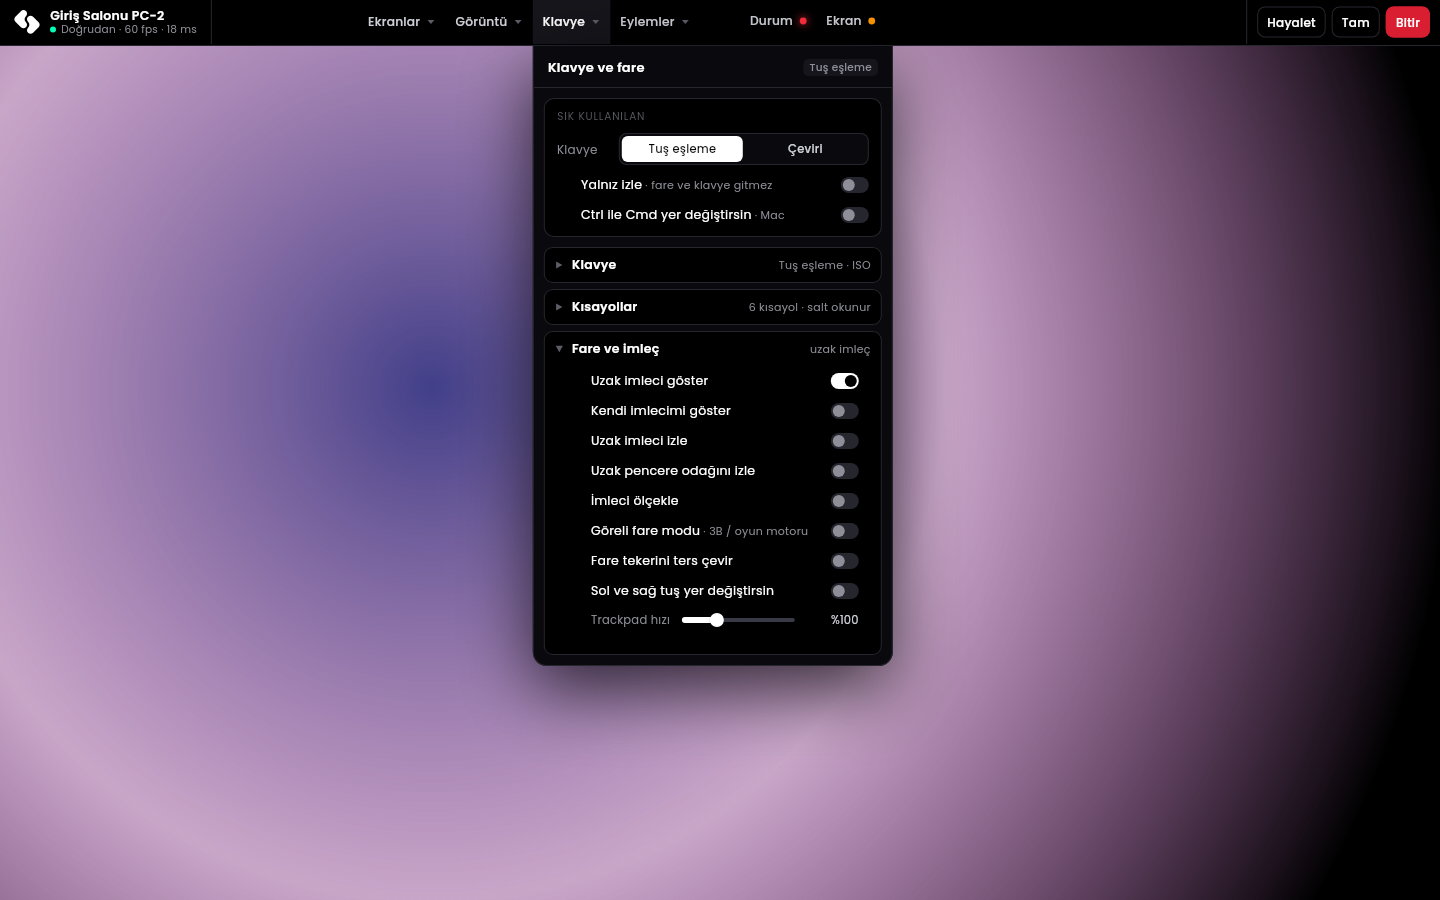 Giriş Salonu PC-2
Doğrudan · 60 fps · 18 ms
Ekranlar
Görüntü
Klavye
Eylemler
Durum
Ekran
Hayalet
Tam
Bitir
Klavye ve fare
Tuş eşleme
SIK KULLANILAN
Klavye
Tuş eşleme
Çeviri
Yalnız izle · fare ve klavye gitmez
Ctrl ile Cmd yer değiştirsin · Mac
Klavye
Tuş eşleme · ISO
Kısayollar
6 kısayol · salt okunur
Fare ve imleç
uzak imleç
Uzak imleci göster
Kendi imlecimi göster
Uzak imleci izle
Uzak pencere odağını izle
İmleci ölçekle
Göreli fare modu · 3B / oyun motoru
Fare tekerini ters çevir
Sol ve sağ tuş yer değiştirsin
Trackpad hızı
%100